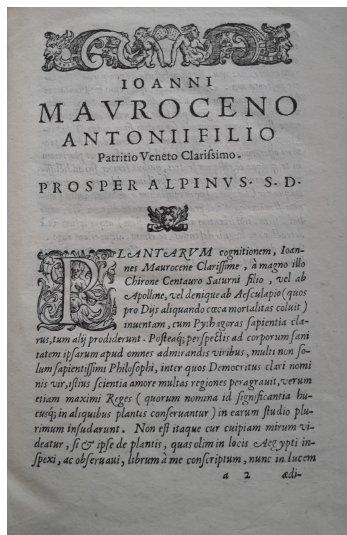 IOANNI
MAVROCENO
ANTONII FILIO
Patritio Veneto Clarissimo.
PROSPER ALPINVS. S. D.
PLANTARVM cognitionem, Ioan-
nes Maurocene Clarissime, à magno illo
Chirone Centauro Saturni filio, vel ab
Apolline, vel denique ab Aesculapio (quos
pro Dijs aliquando cœca mortalitas coluit)
inuentam, cum Pythagoras sapientia cla-
rus, tum alij prodiderunt. Posteaq; perspectis ad corporum sani
tatem ipsarum apud omnes admirandis viribus, multi non so-
lum sapientissimi Philosophi, inter quos Democritus clari nomi
nis vir, istius scientia amore multas regiones peragrauit, verum
etiam maximi Reges (quorum nomina id significantia hu-
cusq; in aliquibus plantis conseruantur) in earum studio plu-
rimum insudarunt. Non est itaque cur cuipiam mirum vi-
deatur, si & ipse de plantis, quas olim in locis Aegypti in-
spexi, ac obseruaui, librum à me conscriptum, nunc in lucem
a 2 ædi-